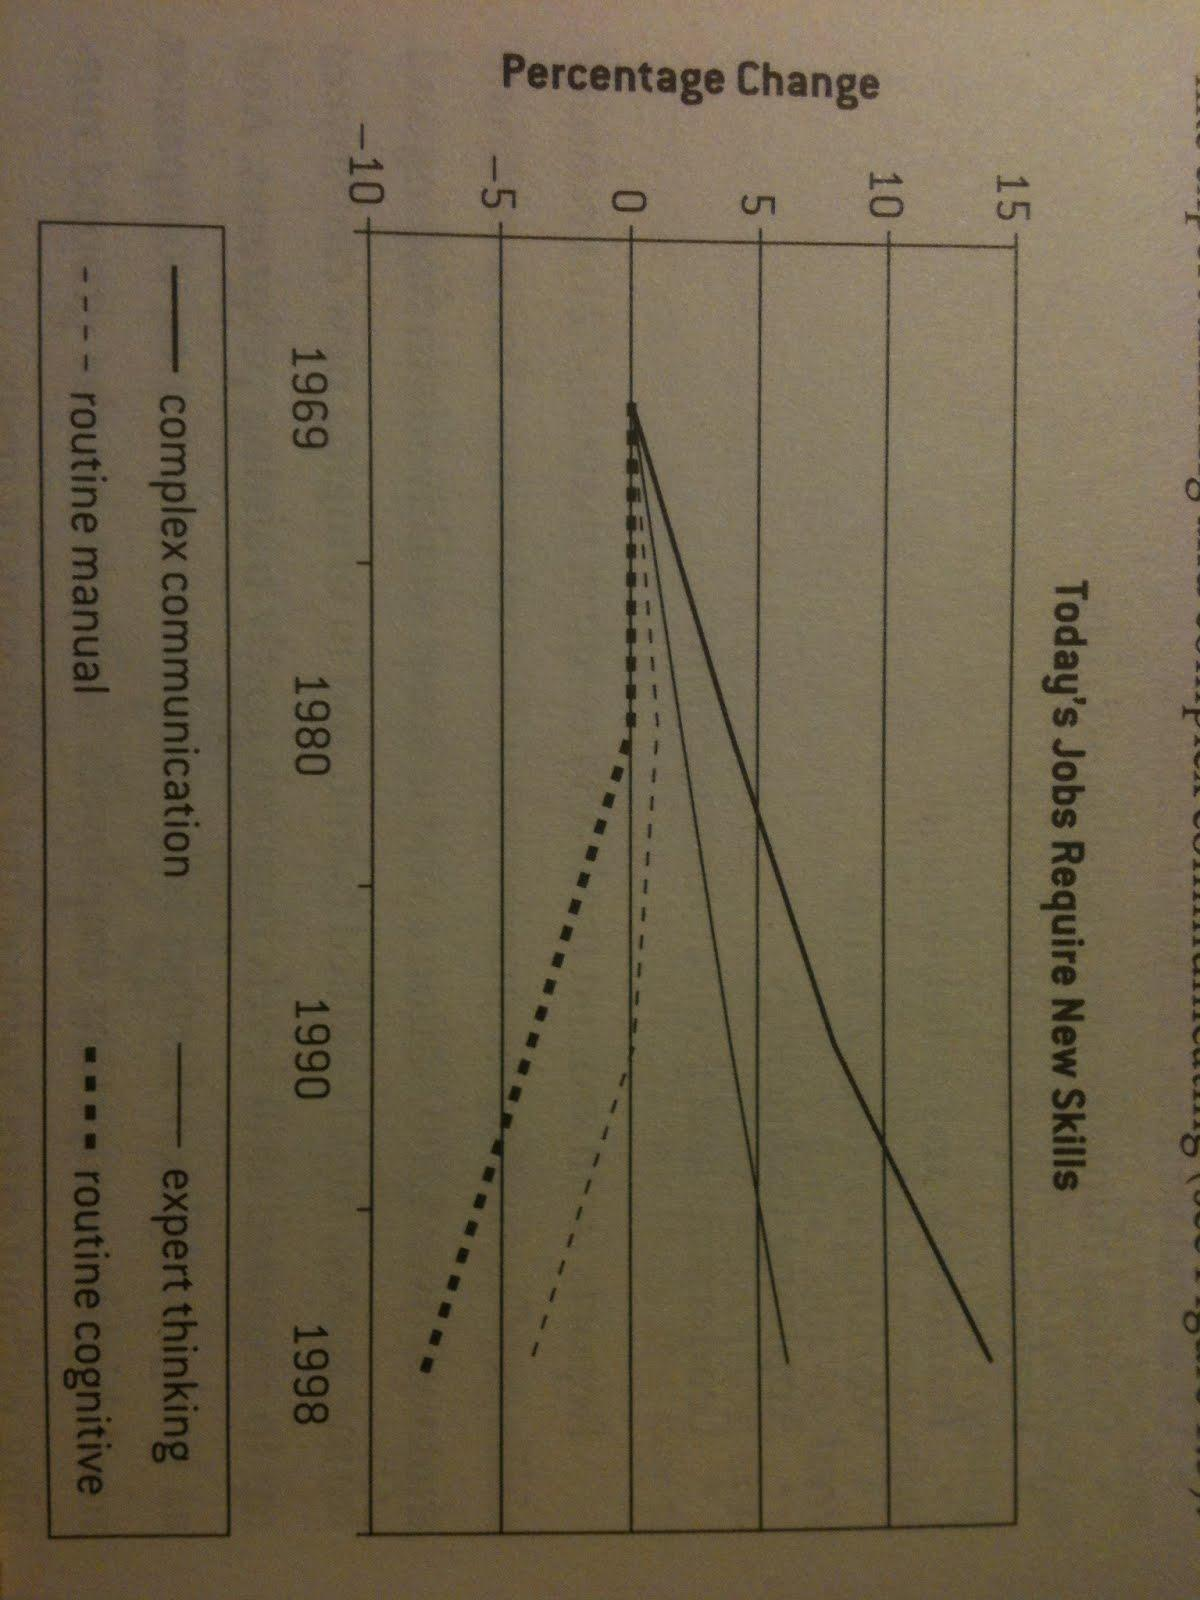 Today's Jobs Require New Skills
Percentage Change
15
10
5
0
–5
–10
1969 1980 1990 1998
complex communication expert thinking
routine manual routine cognitive